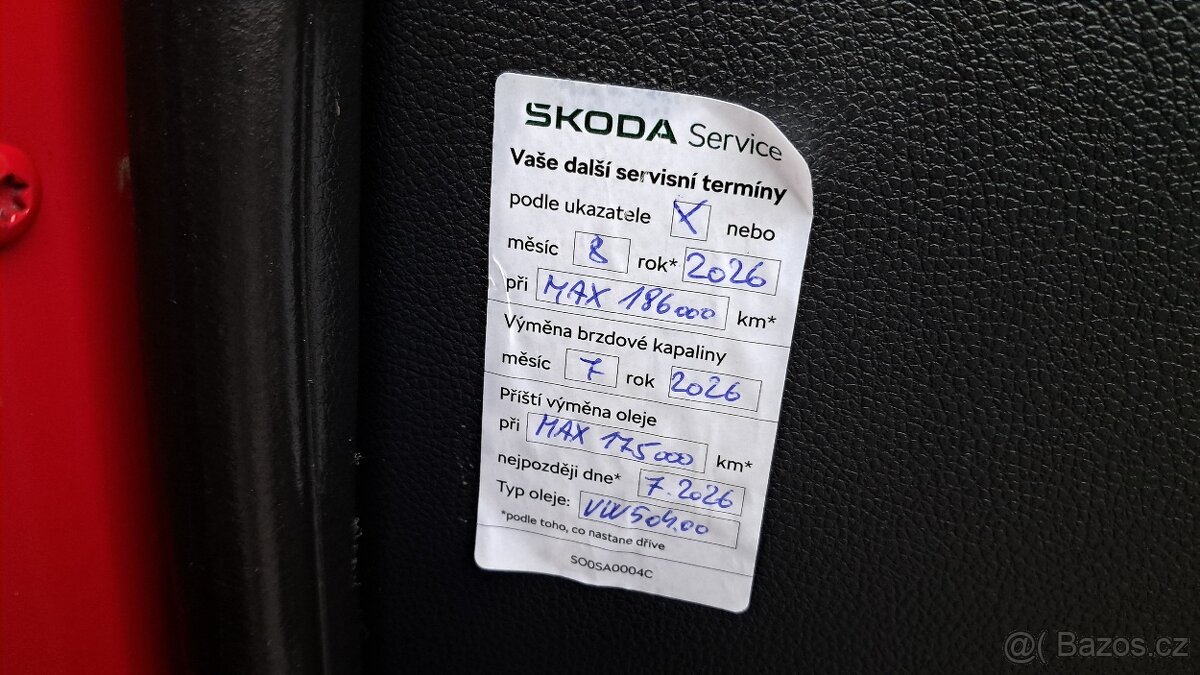 ŠKODA Service
Vaše další servisní termíny
podle ukazatele X nebo
měsíc 8 rok* 2026
při MAX 186000 km*
Výměna brzdové kapaliny
měsíc 7 rok 2026
Příští výměna oleje
při MAX 175000 km*
nejpozději dne* 7.2026
Typ oleje: VW504.00
*podle toho, co nastane dříve
SO0SA0004C
@( Bazos.cz